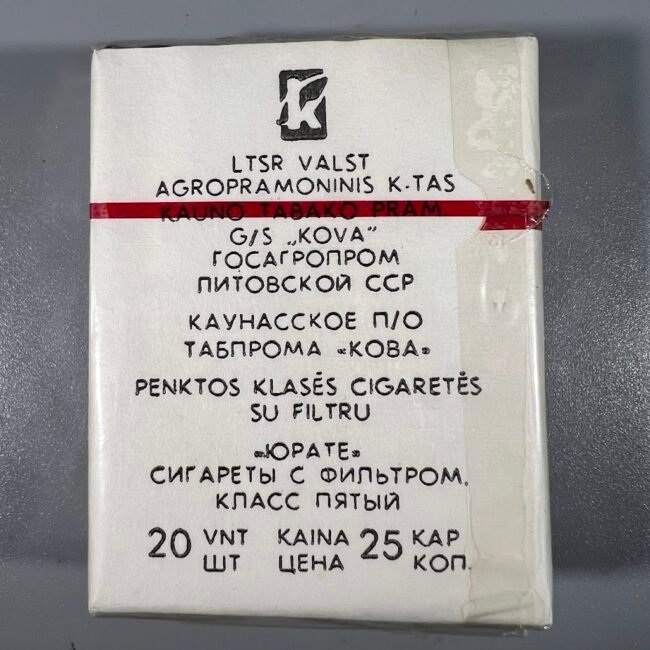 K
LTSR VALST
AGROPRAMONINIS K-TAS
KAUNO TABAKO PRAM
G/S „KOVA”
ГОСАГРОПРОМ
ЛИТОВСКОЙ ССР
КАУНАССКОЕ П/О
ТАБПРОМА «КОВА»
PENKTOS KLASĖS CIGARETĖS
SU FILTRU
«ЮРАТЕ»
СИГАРЕТЫ С ФИЛЬТРОМ.
КЛАСС ПЯТЫЙ
20 VNT KAINA 25 KAP
ШТ ЦЕНА КОП.